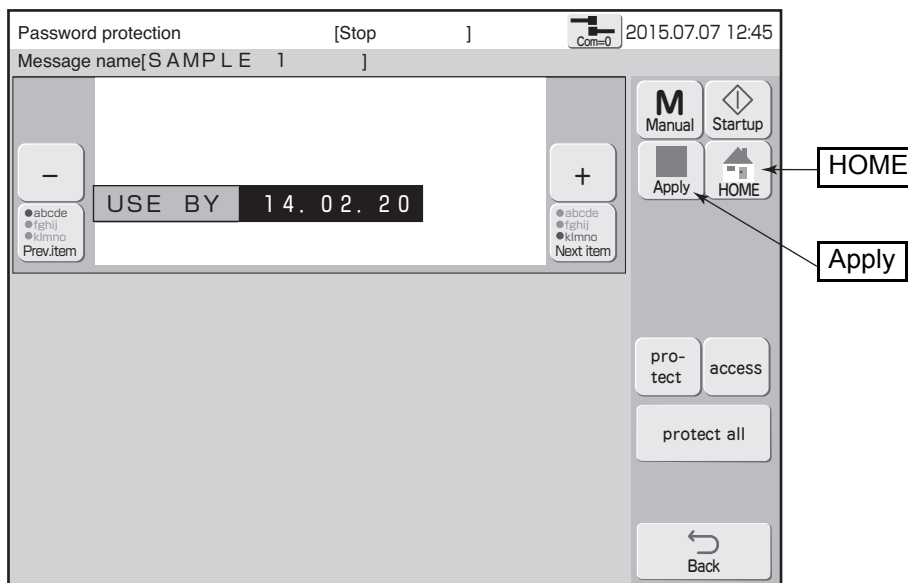 Password protection [Stop ] Com=0 2015.07.07 12:45
Message name[SAMPLE 1 ]
M
Manual
Startup
HOME
Apply
HOME
Apply
−
+
USE BY 14. 02. 20
abcde
fghij
klmno
Prev.item
abcde
fghij
klmno
Next item
pro-
tect
access
protect all
Back